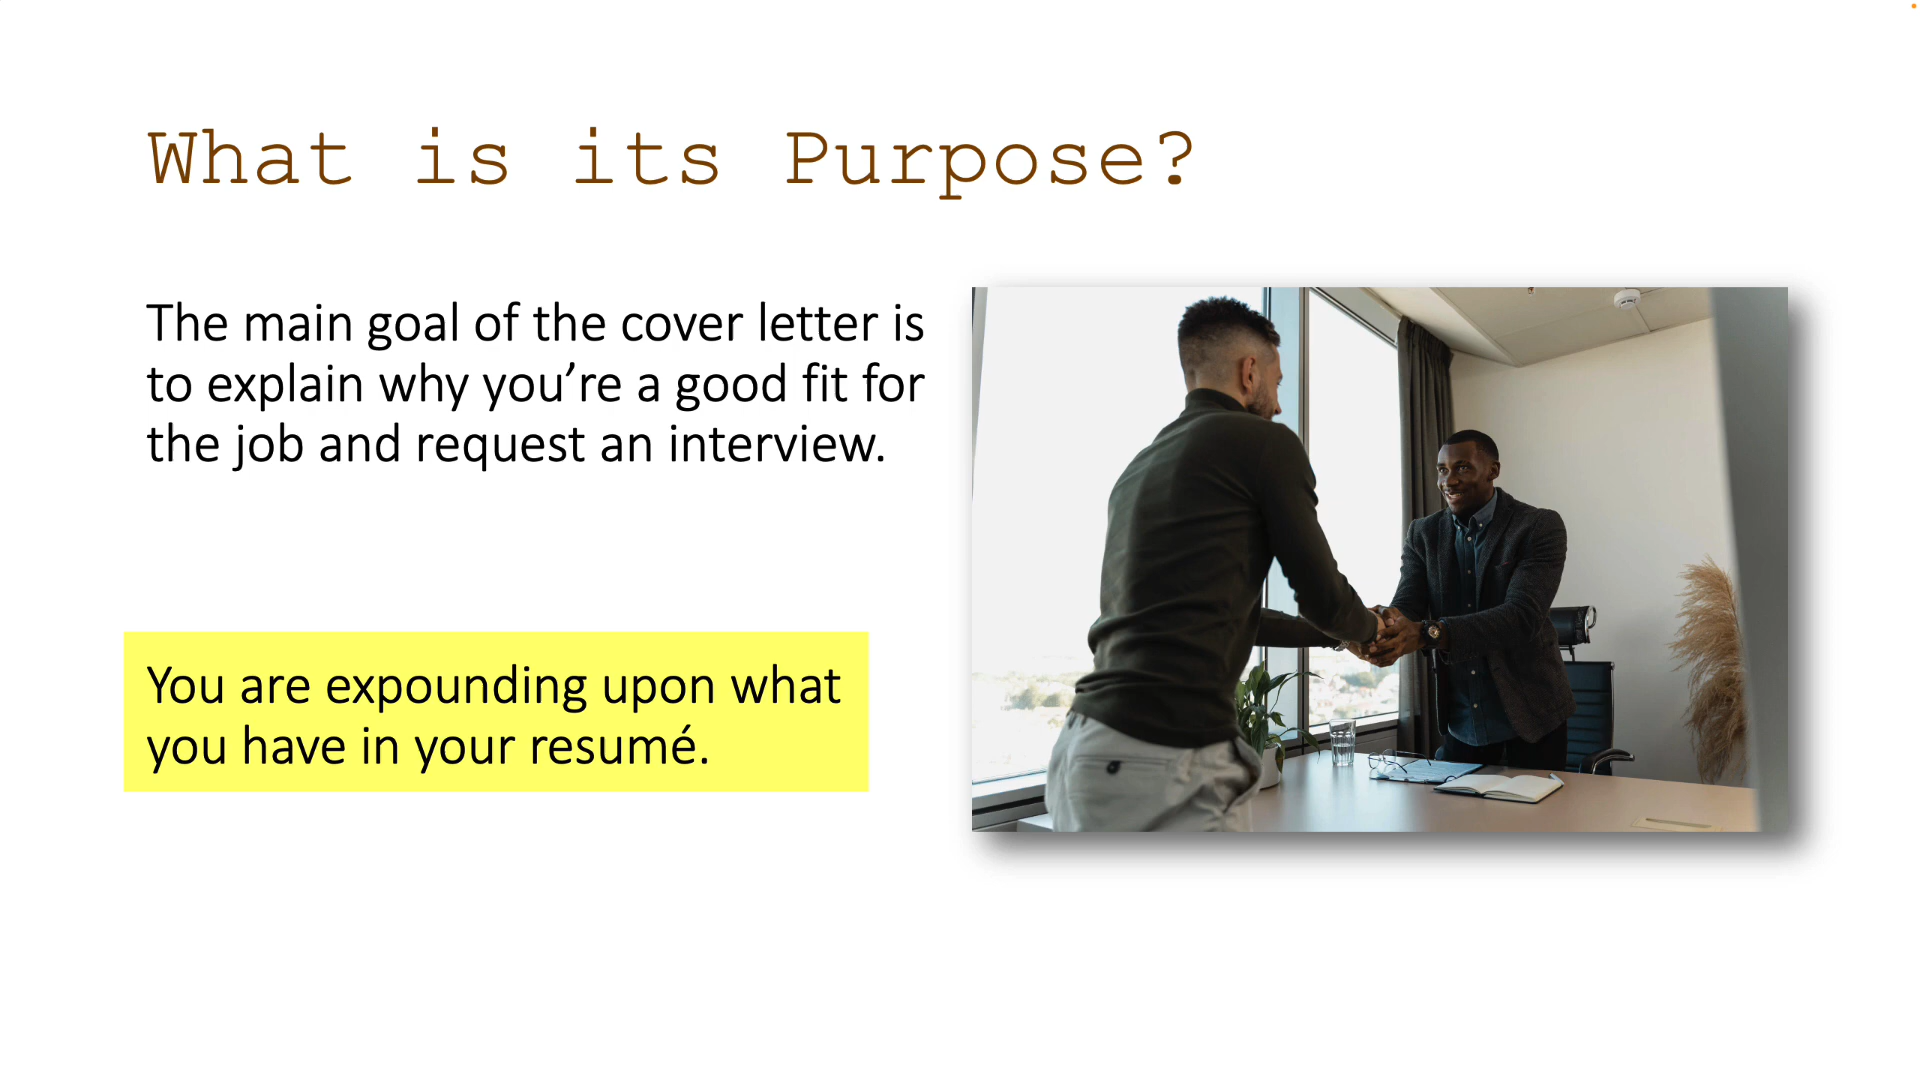 What is its Purpose?
The main goal of the cover letter is
to explain why you’re a good fit for
the job and request an interview.
You are expounding upon what
you have in your resumé.